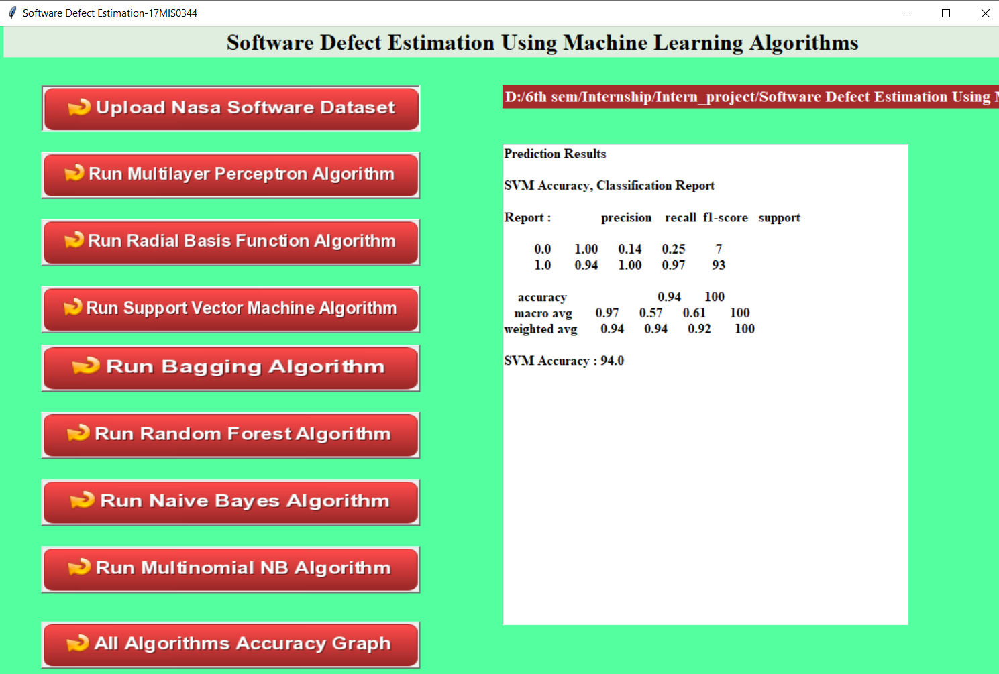 Software Defect Estimation-17MIS0344
Software Defect Estimation Using Machine Learning Algorithms
Upload Nasa Software Dataset
Run Multilayer Perceptron Algorithm
Run Radial Basis Function Algorithm
Run Support Vector Machine Algorithm
Run Bagging Algorithm
Run Random Forest Algorithm
Run Naive Bayes Algorithm
Run Multinomial NB Algorithm
All Algorithms Accuracy Graph
D:/6th sem/Internship/Intern_project/Software Defect Estimation Using
Prediction Results
SVM Accuracy, Classification Report
Report : precision recall f1-score support
0.0 1.00 0.14 0.25 7
1.0 0.94 1.00 0.97 93
accuracy 0.94 100
macro avg 0.97 0.57 0.61 100
weighted avg 0.94 0.94 0.92 100
SVM Accuracy : 94.0